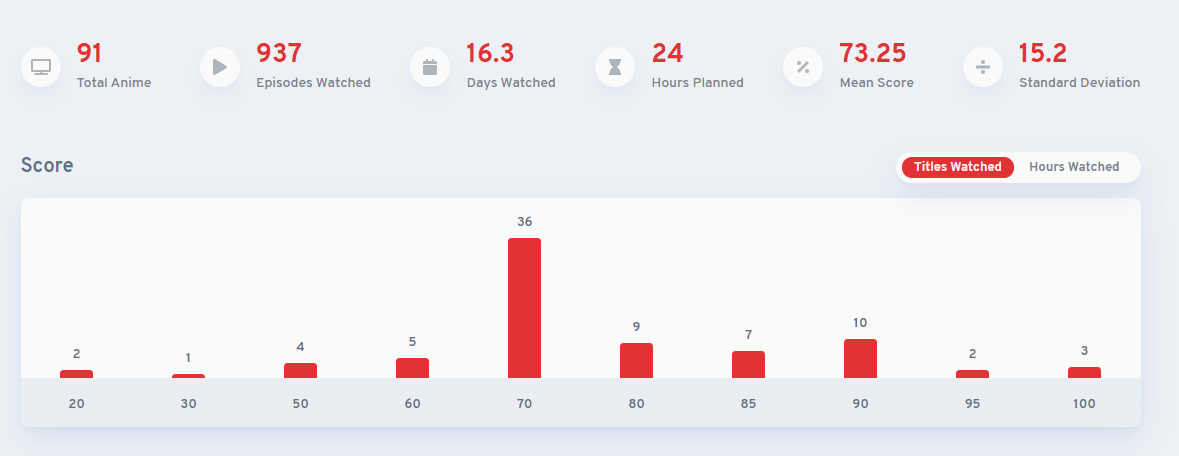 91 937 16.3 24 73.25 15.2
Total Anime Episodes Watched Days Watched Hours Planned Mean Score Standard Deviation
Score Titles Watched Hours Watched
36
10
9
7
5
4
3
2 1 2
20 30 50 60 70 80 85 90 95 100